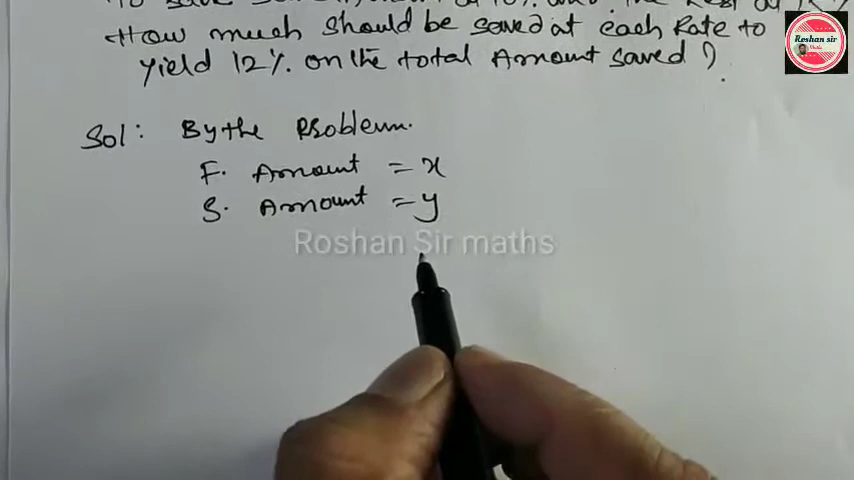 How much should be saved at each Rate to
yield 12%. on the total Amount saved ?
Sol: By the Problem.
F. Amount = x
S. Amount = y
Roshan Sir maths
Roshan sir
Maths